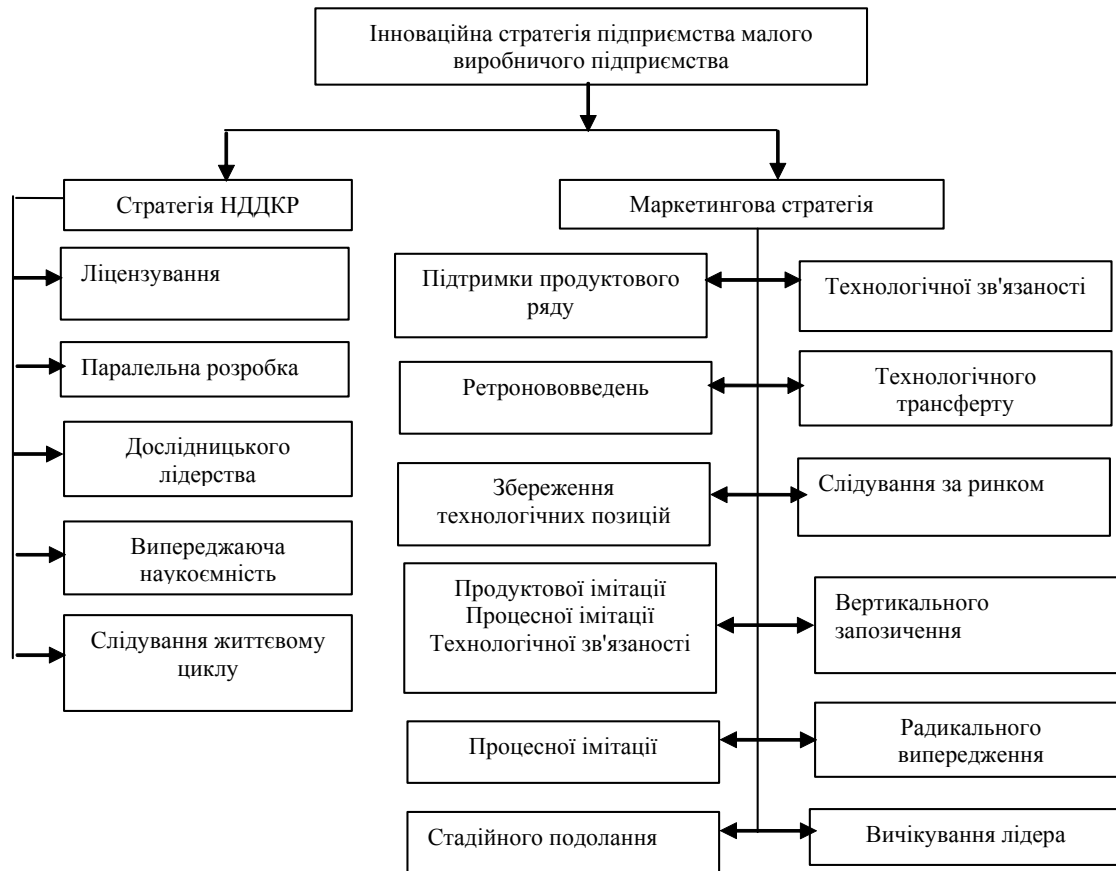 Інноваційна стратегія підприємства малого
виробничого підприємства
Стратегія НДДКР
Ліцензування
Паралельна розробка
Дослідницького
лідерства
Випереджаюча
наукоємність
Слідування життєвому
циклу
Маркетингова стратегія
Підтримки продуктового
ряду
Технологічної зв'язаності
Ретронововведень
Технологічного
трансферту
Збереження
технологічних позицій
Слідування за ринком
Продуктової імітації
Процесної імітації
Технологічної зв'язаності
Вертикального
запозичення
Процесної імітації
Радикального
випередження
Стадійного подолання
Вичікування лідера